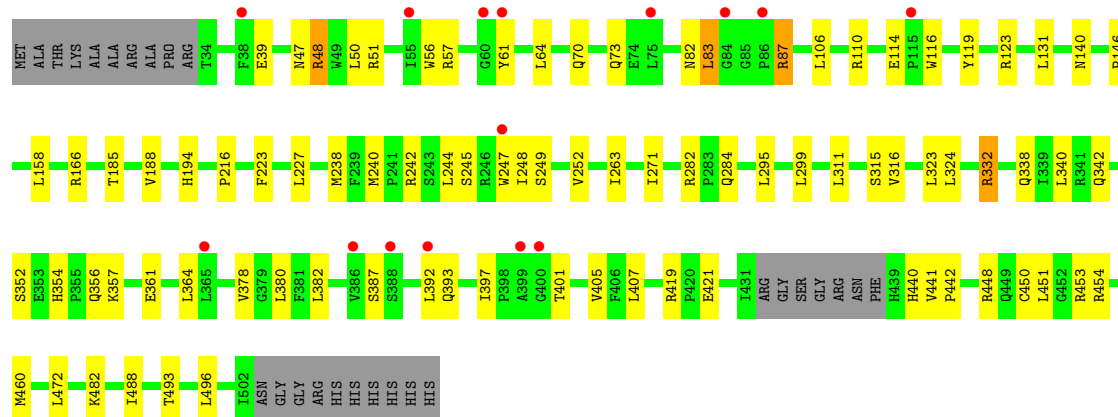 MET ALA THR LYS ALA ALA ARG ALA PRO ARG T34 F38 E39 N47 R48 W49 L50 R51 I55 W56 R57 G60 Y61 L64 Q70 Q73 E74 L75 N82 L83 G84 G85 P86 R87 L106 R110 E114 P115 W116 Y119 R123 L131 N140
L158 R166 T185 V188 H194 P216 F223 L227 M238 F239 M240 P241 R242 S243 L244 S245 R246 W247 I248 S249 V252 I263 I271 R282 P283 Q284 L295 L299 L311 S315 V316 L323 L324 R332 Q338 I339 L340 R341 Q342
S352 E353 H354 P355 Q356 K357 E361 L364 L365 V378 G379 L380 F381 L382 V386 S387 S388 L392 Q393 I397 P398 A399 G400 T401 V405 F406 L407 R419 P420 E421 I431 ARG GLY SER GLY ARG ASN PHE H439 H440 V441 P442 R448 Q449 C450 L451 G452 R453 R454
M460 L472 K482 I488 T493 L496 I502 ASN GLY GLY ARG HIS HIS HIS HIS HIS HIS